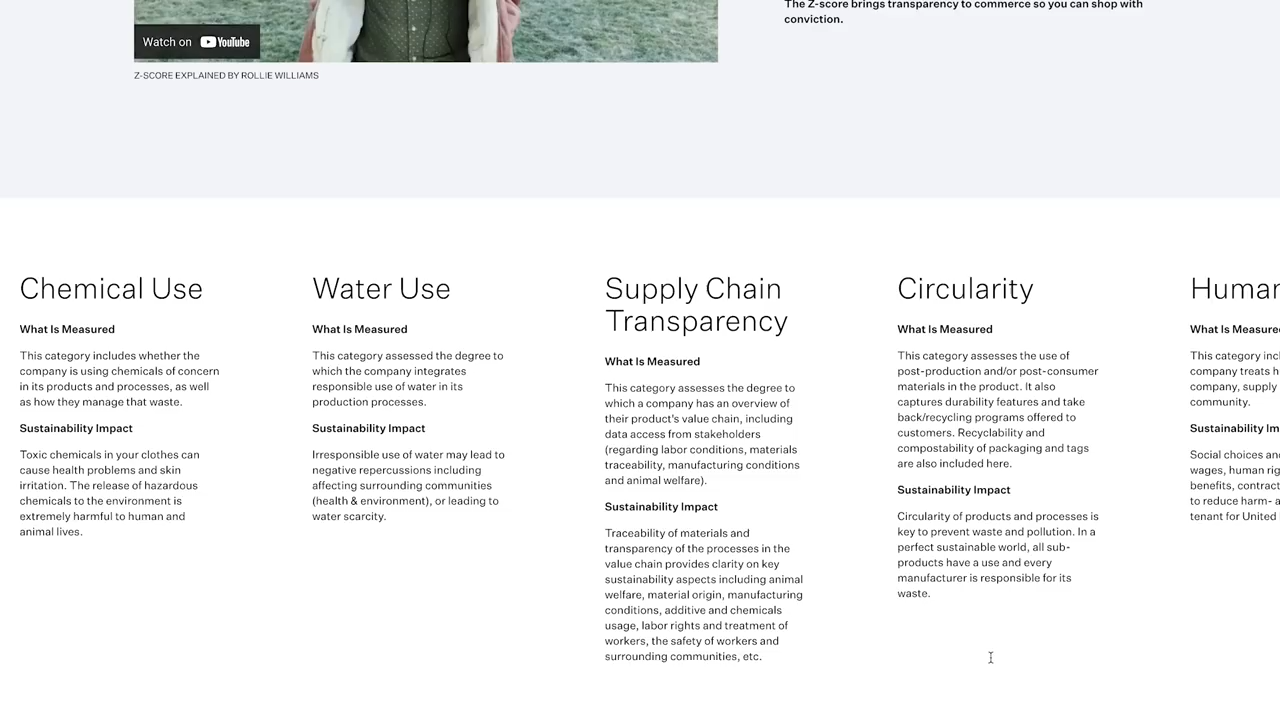 The Z-score brings transparency to commerce so you can shop with
conviction.
Watch on YouTube
Z-SCORE EXPLAINED BY ROLLIE WILLIAMS
Chemical Use
What Is Measured
This category includes whether the
company is using chemicals of concern
in its products and processes, as well
as how they manage that waste.
Sustainability Impact
Toxic chemicals in your clothes can
cause health problems and skin
irritation. The release of hazardous
chemicals to the environment is
extremely harmful to human and
animal lives.
Water Use
What Is Measured
This category assessed the degree to
which the company integrates
responsible use of water in its
production processes.
Sustainability Impact
Irresponsible use of water may lead to
negative repercussions including
affecting surrounding communities
(health & environment), or leading to
water scarcity.
Supply Chain
Transparency
What Is Measured
This category assesses the degree to
which a company has an overview of
their product's value chain, including
data access from stakeholders
(regarding labor conditions, materials
traceability, manufacturing conditions
and animal welfare).
Sustainability Impact
Traceability of materials and
transparency of the processes in the
value chain provides clarity on key
sustainability aspects including animal
welfare, material origin, manufacturing
conditions, additive and chemicals
usage, labor rights and treatment of
workers, the safety of workers and
surrounding communities, etc.
Circularity
What Is Measured
This category assesses the use of
post-production and/or post-consumer
materials in the product. It also
captures durability features and take
back/recycling programs offered to
customers. Recyclability and
compostability of packaging and tags
are also included here.
Sustainability Impact
Circularity of products and processes is
key to prevent waste and pollution. In a
perfect sustainable world, all sub-
products have a use and every
manufacturer is responsible for its
waste.
Human
What Is Measure
This category incl
company treats h
company, supply
community.
Sustainability Im
Social choices and
wages, human rig
benefits, contract
to reduce harm- a
tenant for United